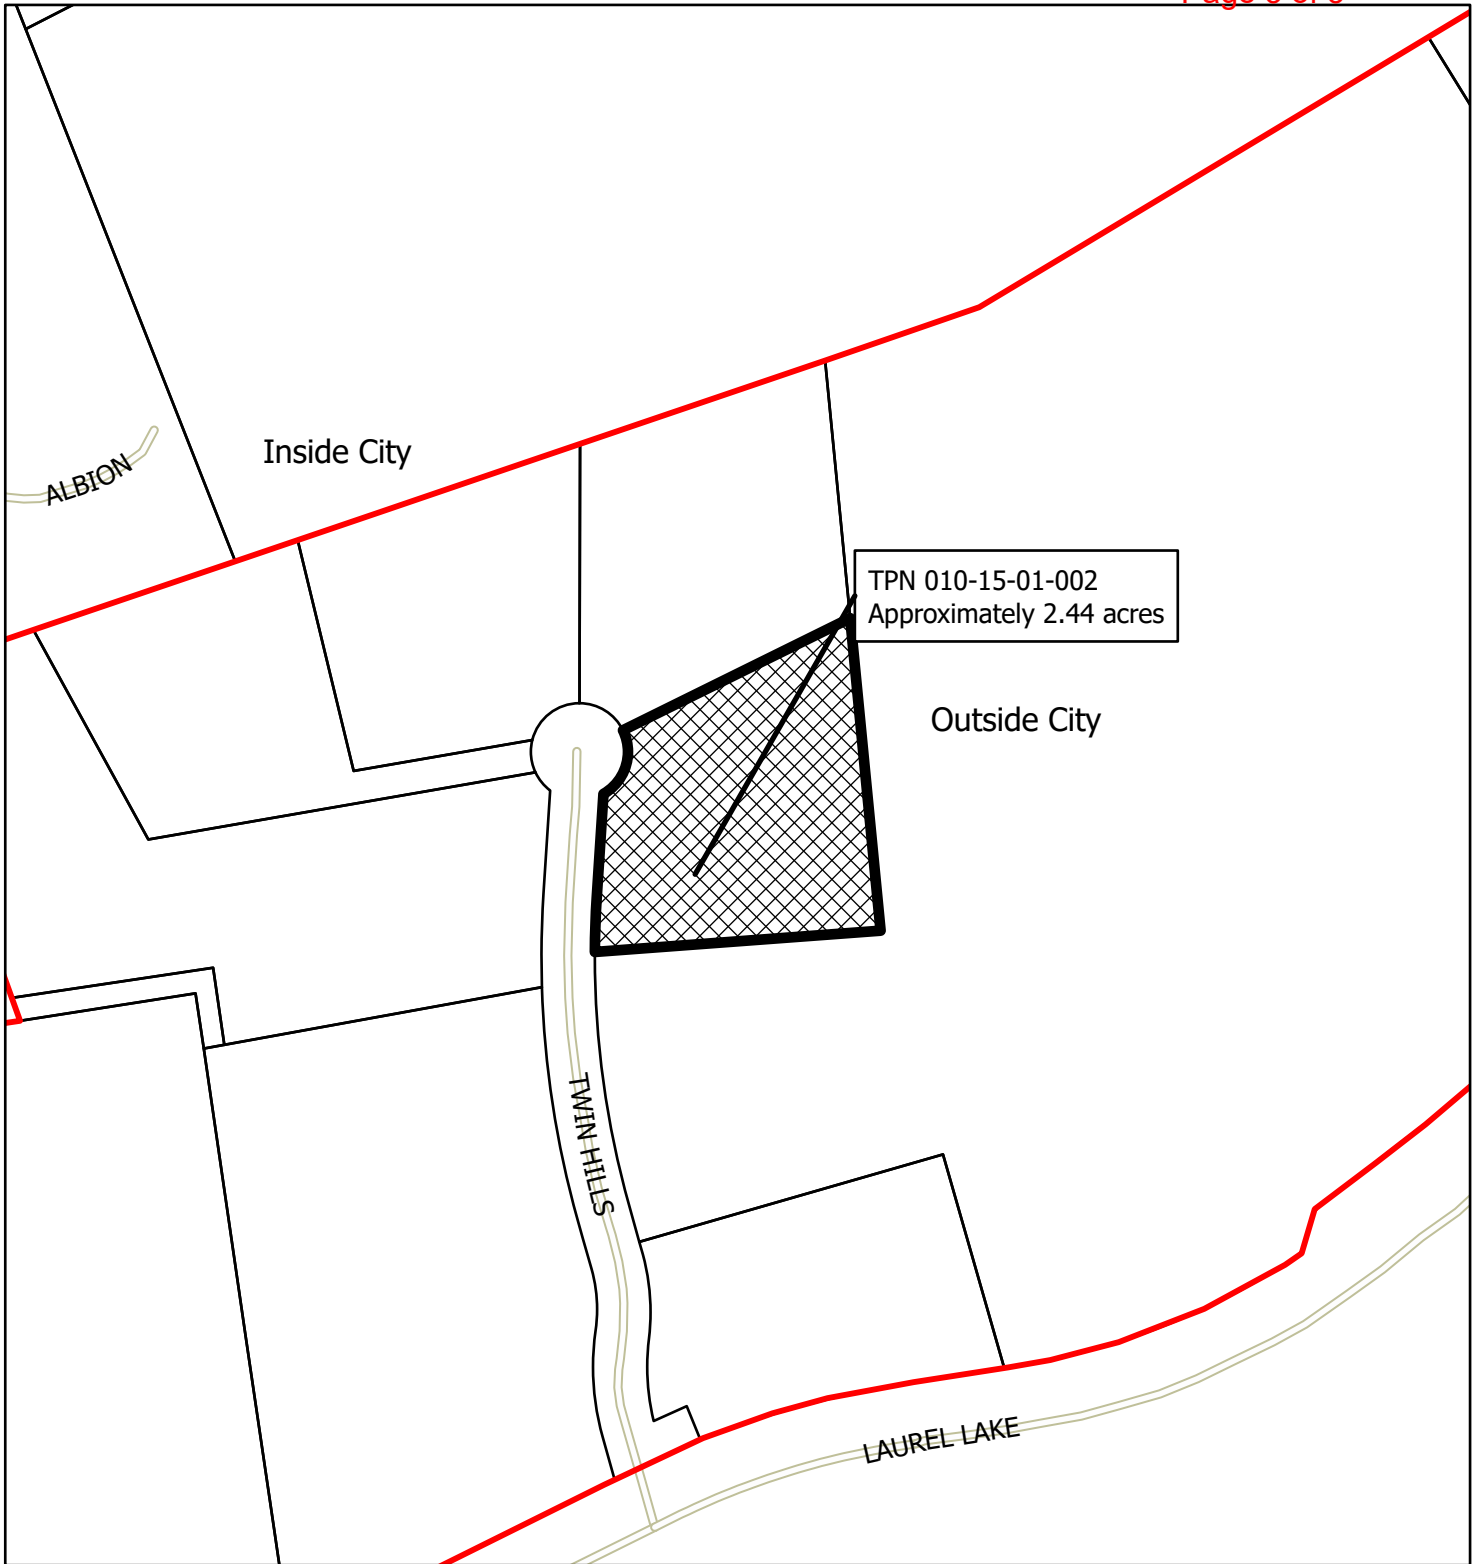 Inside City
ALBION
TPN 010-15-01-002
Approximately 2.44 acres
Outside City
TWIN HILLS
LAUREL LAKE